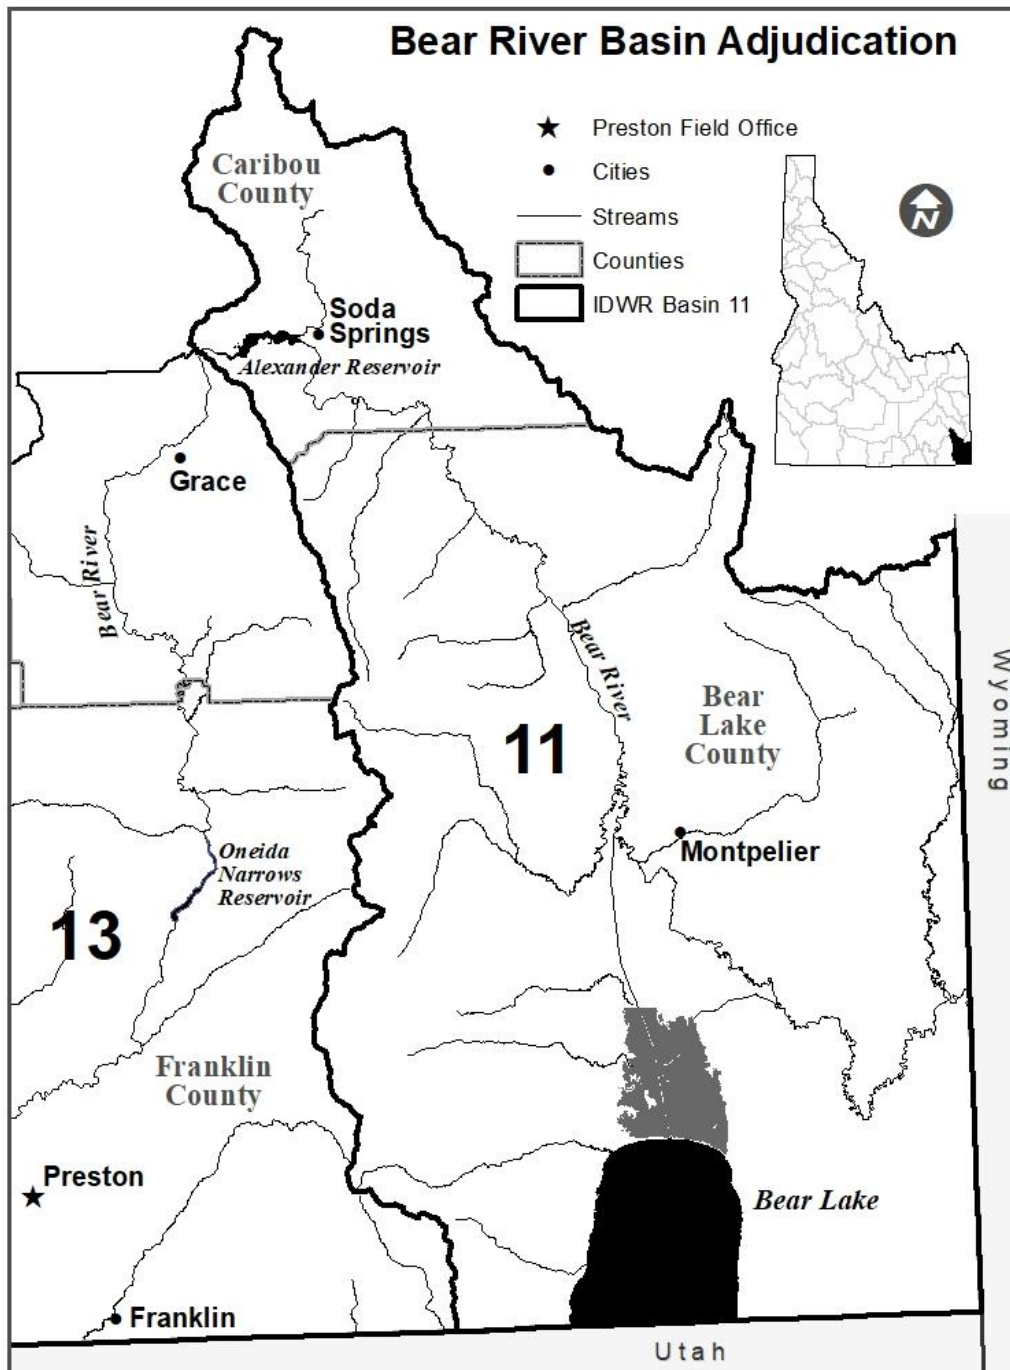 Bear River Basin Adjudication
Preston Field Office
Cities
Streams
Counties
IDWR Basin 11
N
Caribou
County
Soda
Springs
Alexander Reservoir
Grace
Bear River
Bear River
Bear
Lake
County
11
Wyoming
Montpelier
Oneida
Narrows
Reservoir
13
Franklin
County
Preston
Bear Lake
Franklin
Utah